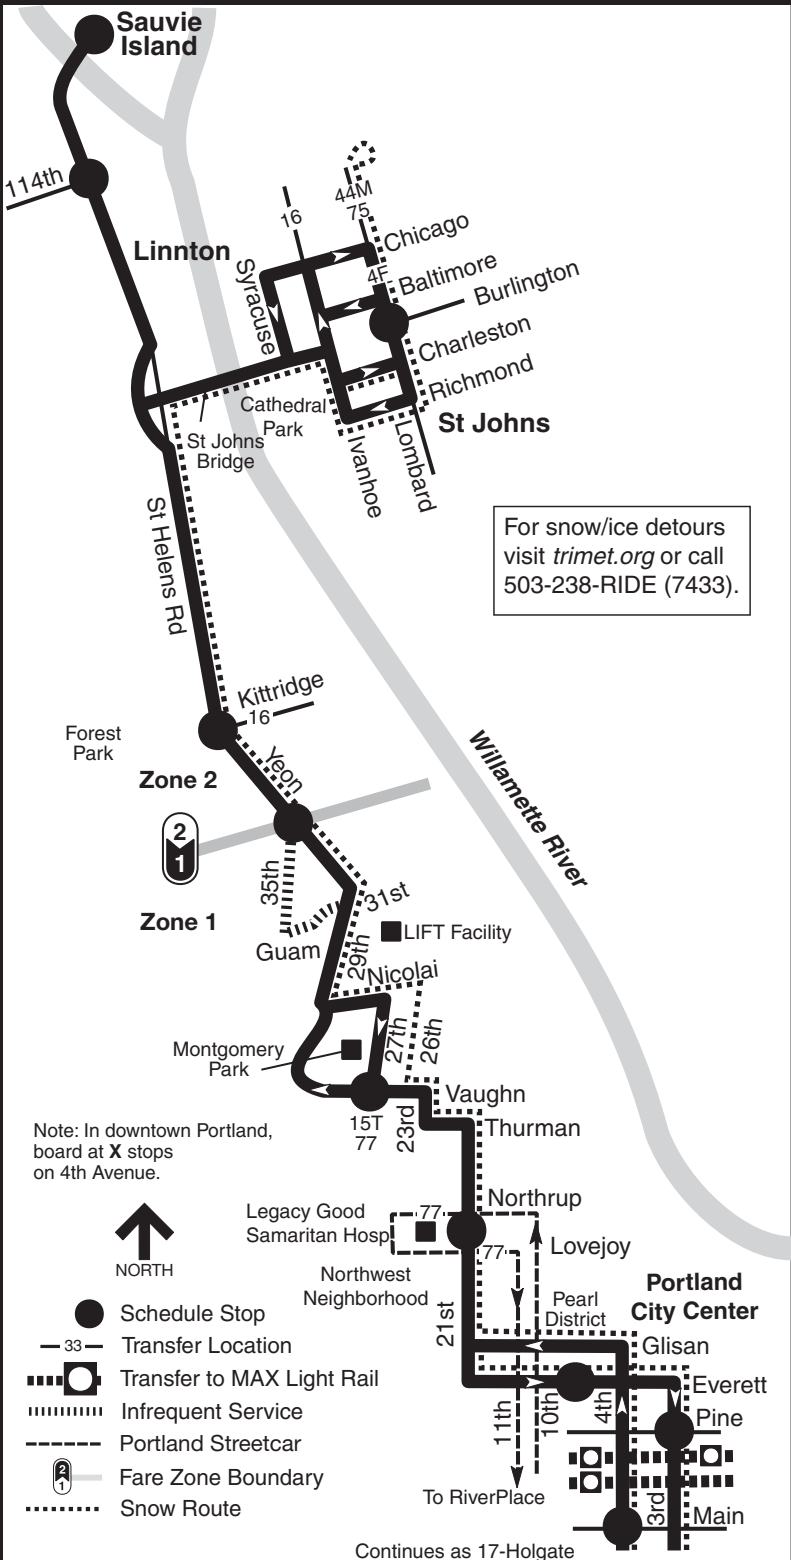 Sauvie
Island
114th
Linnton
16
44M
75
Chicago
4F
Baltimore
Burlington
Syracuse
Charleston
Richmond
Cathedral
Park
St Johns
St Johns
Bridge
Ivanhoe
Lombard
St Helens Rd
For snow/ice detours
visit trimet.org or call
503-238-RIDE (7433).
Kittridge
16
Forest
Park
Yeon
Zone 2
Willamette River
2
1
35th
Zone 1
31st
Guam
LIFT Facility
29th
Nicolai
27th
26th
Montgomery
Park
Vaughn
15T
77
23rd
Thurman
Note: In downtown Portland,
board at X stops
on 4th Avenue.
Northrup
Legacy Good
Samaritan Hosp
77
77
Lovejoy
NORTH
Northwest
Neighborhood
Portland
City Center
Pearl
District
21st
Glisan
Schedule Stop
33
Transfer Location
Transfer to MAX Light Rail
Infrequent Service
Portland Streetcar
2
1
Fare Zone Boundary
Snow Route
Everett
11th
10th
4th
Pine
To RiverPlace
3rd
Main
Continues as 17-Holgate